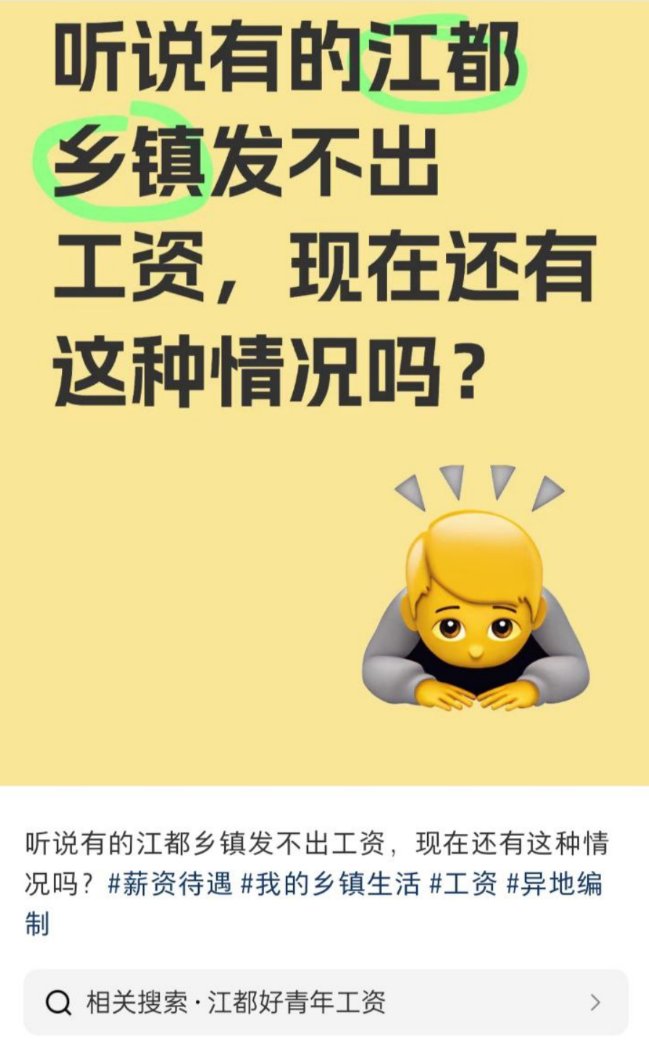 听说有的江都
乡镇发不出
工资，现在还有
这种情况吗？
听说有的江都乡镇发不出工资，现在还有这种情
况吗？#薪资待遇 #我的乡镇生活 #工资 #异地编
制
相关搜索·江都好青年工资